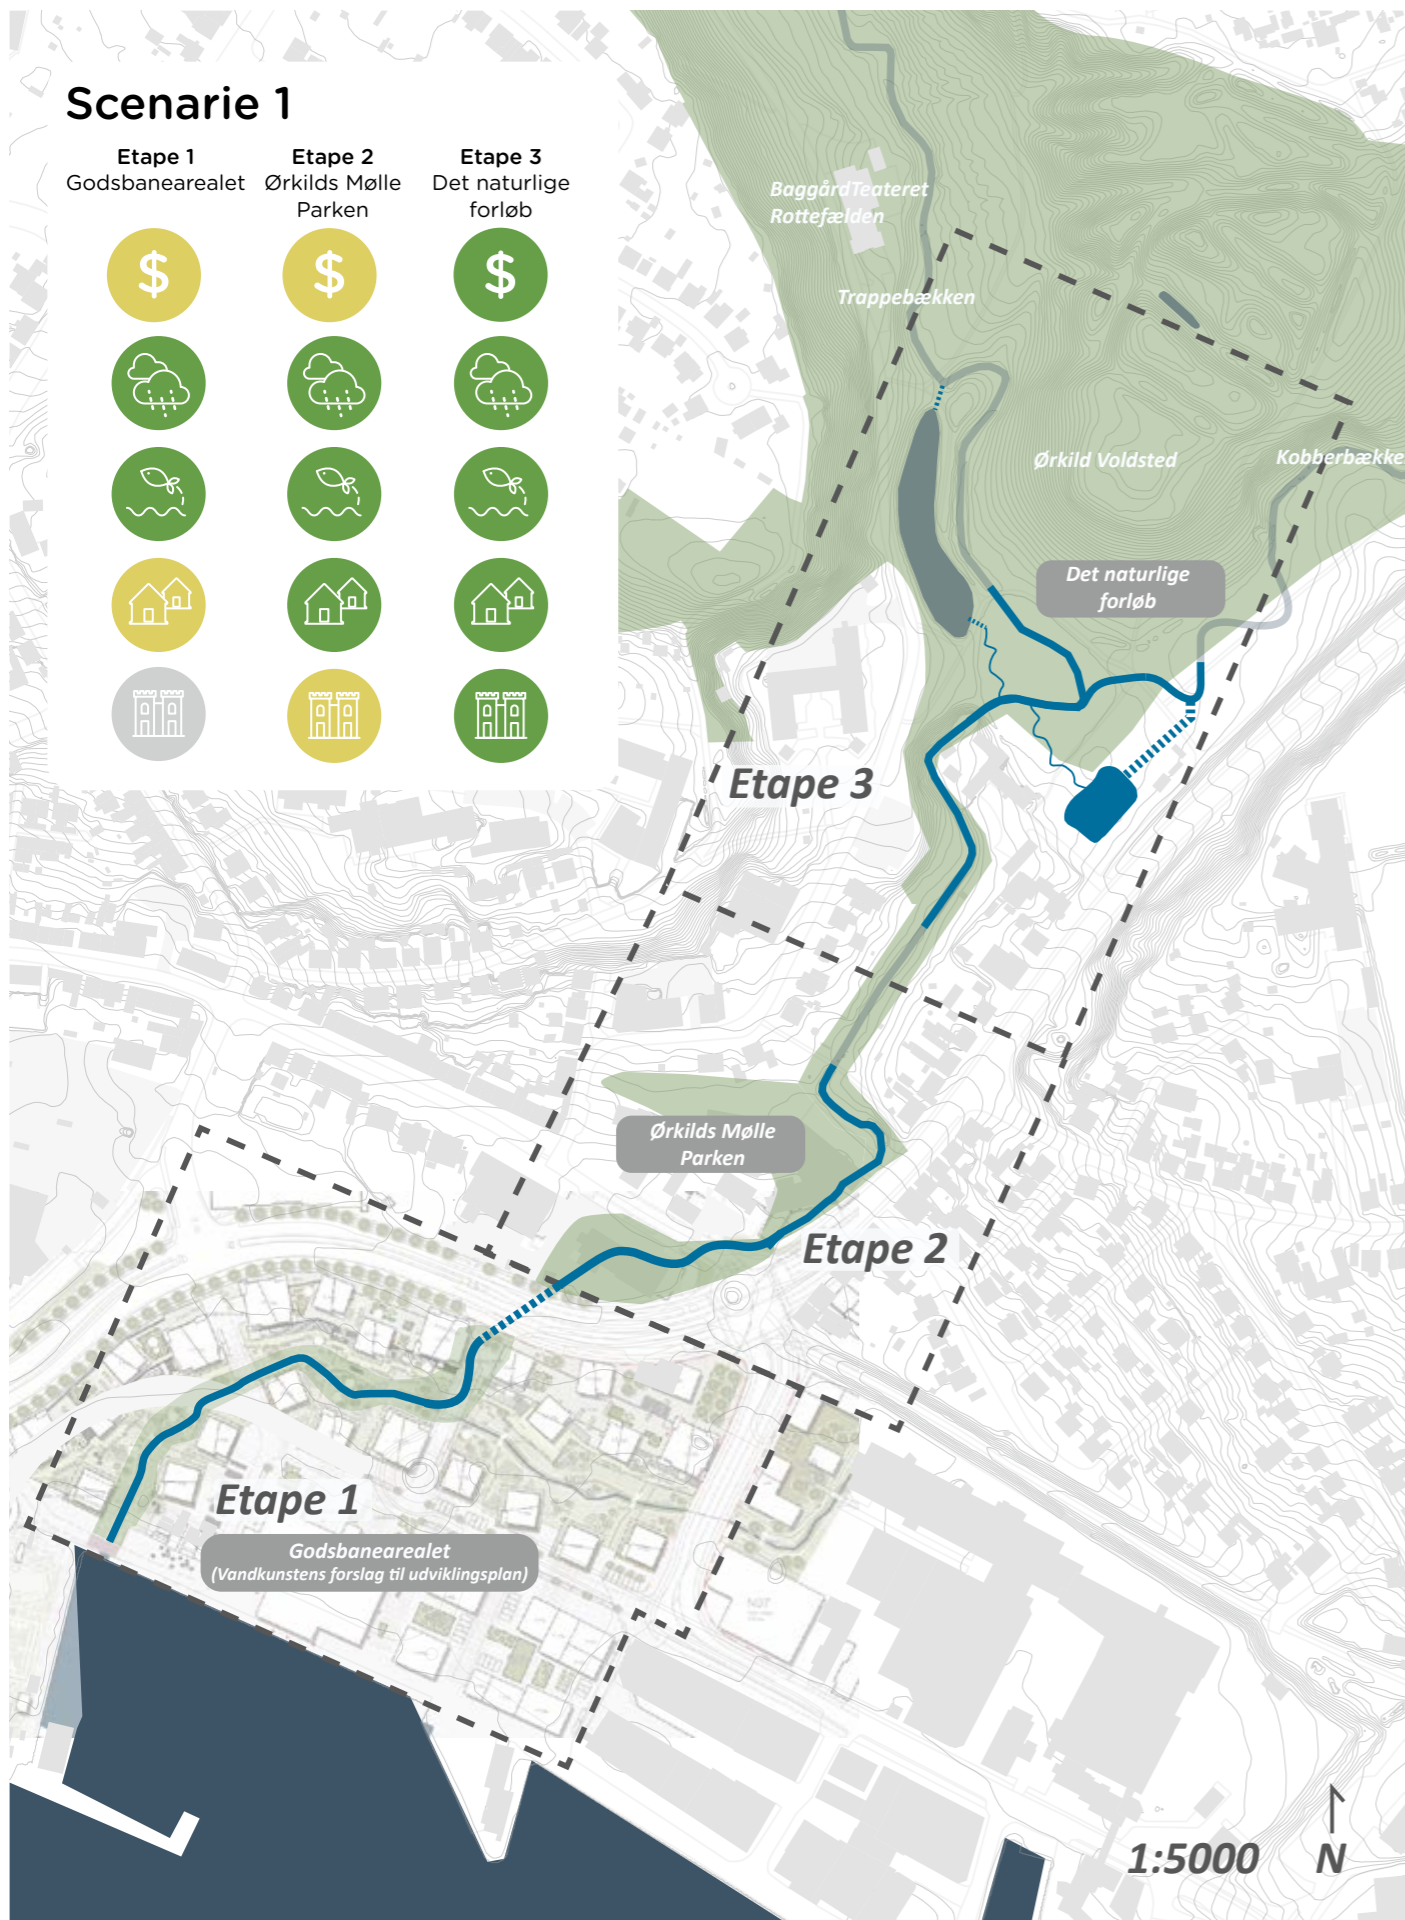 Scenarie 1
Etape 1
Godsbanearealet
Etape 2
Ørkilds Mølle
Parken
Etape 3
Det naturlige
forløb
$
$
$
BaggårdTeateret
Rottefælden
Trappebækken
Ørkild Voldsted
Kobberbække
Det naturlige
forløb
Etape 3
Ørkilds Mølle
Parken
Etape 2
Etape 1
Godsbanearealet
(Vandkunstens forslag til udviklingsplan)
1:5000
N